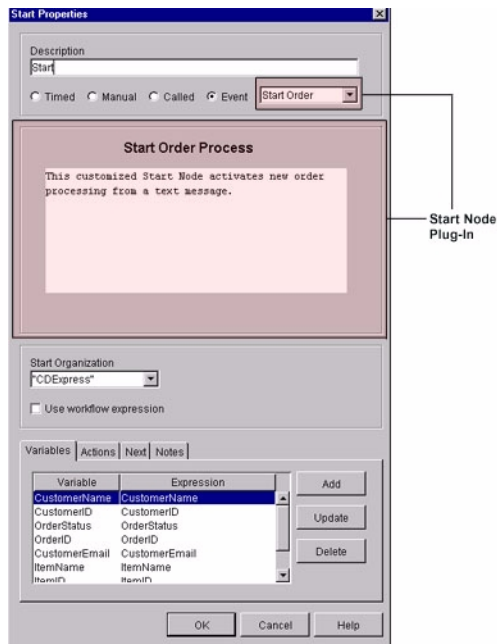 Start Properties
Description
Start
Timed Manual Called Event Start Order
Start Order Process
This customized Start Node activates new order
processing from a text message.
Start Node
Plug-In
Start Organization
"CDExpress"
Use workflow expression
Variables Actions Next Notes
Variable Expression
CustomerName CustomerName
CustomerID CustomerID
OrderStatus OrderStatus
OrderID OrderID
CustomerEmail CustomerEmail
ItemName ItemName
ItemID ItemID
Add
Update
Delete
OK Cancel Help